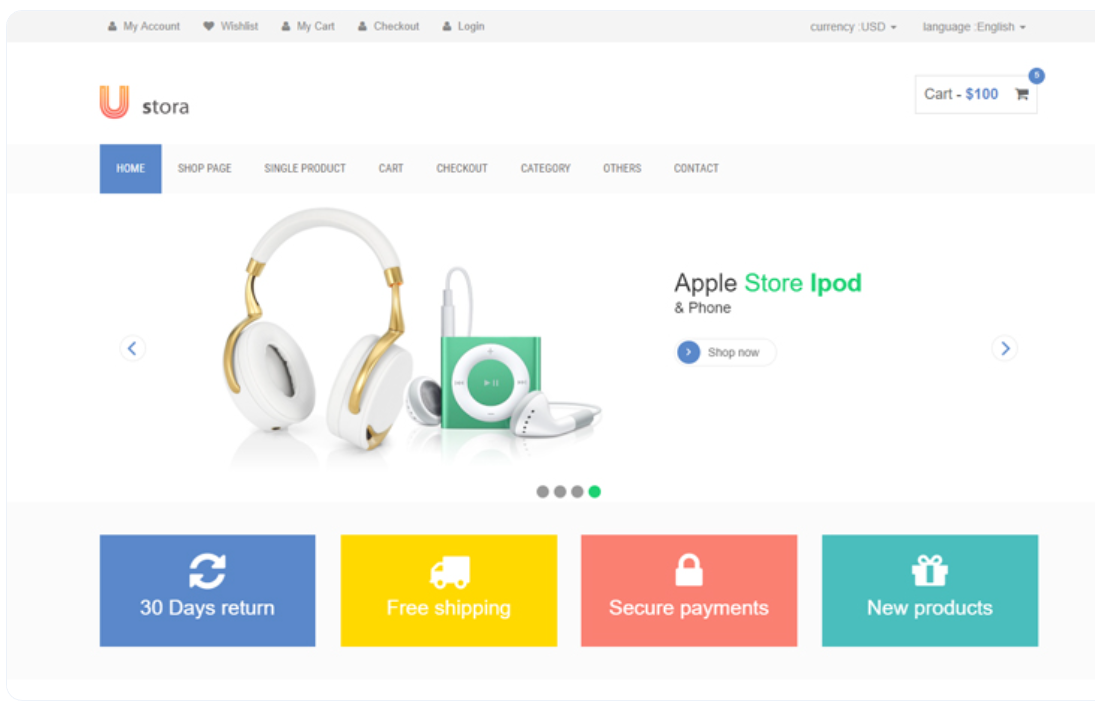 My Account Wishlist My Cart Checkout Login currency :USD language :English
U stora
Cart - $100
5
HOME SHOP PAGE SINGLE PRODUCT CART CHECKOUT CATEGORY OTHERS CONTACT
Apple Store Ipod
& Phone
Shop now
30 Days return
Free shipping
Secure payments
New products